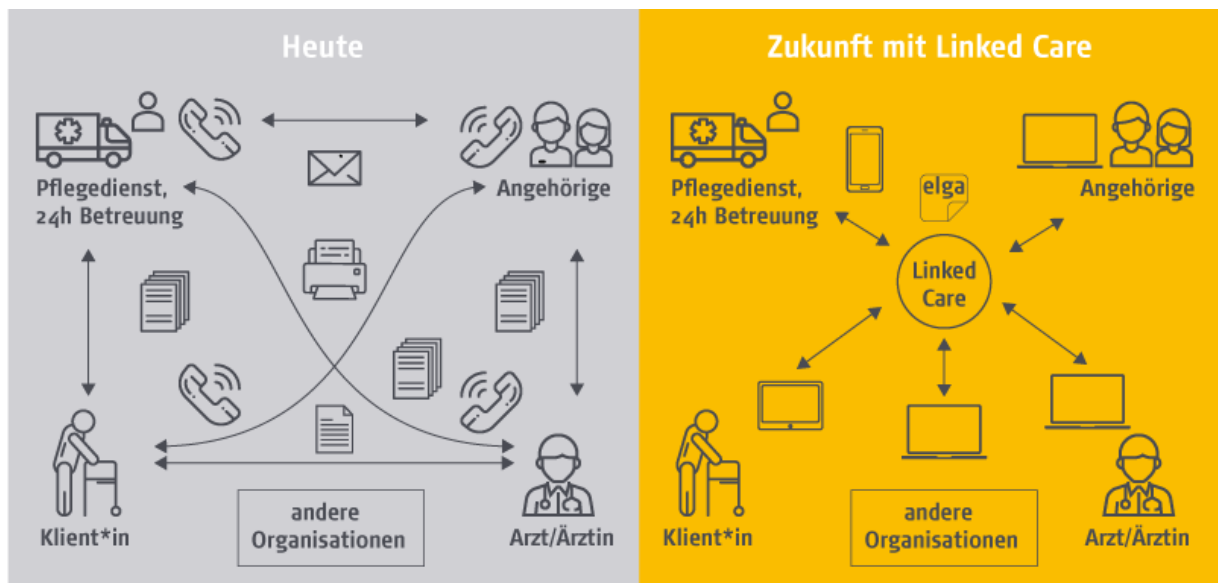 Heute
Pflegedienst,
24h Betreuung
Angehörige
Klient*in
andere
Organisationen
Arzt/Ärztin
Zukunft mit Linked Care
Pflegedienst,
24h Betreuung
elga
Angehörige
Linked
Care
Klient*in
andere
Organisationen
Arzt/Ärztin